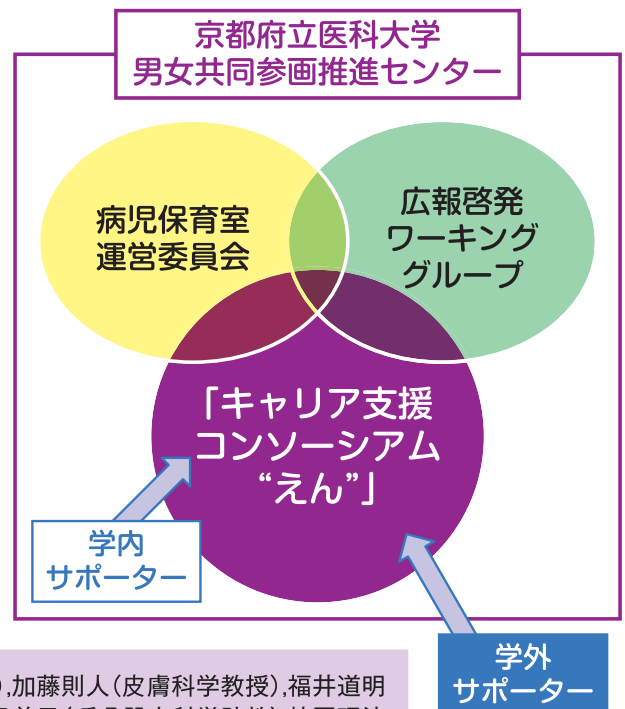 京都府立医科大学
男女共同参画推進センター
病児保育室
運営委員会
広報啓発
ワーキング
グループ
「キャリア支援
コンソーシアム
“えん”」
学内
サポーター
学外
サポーター
),加藤則人(皮膚科学教授),福井道明